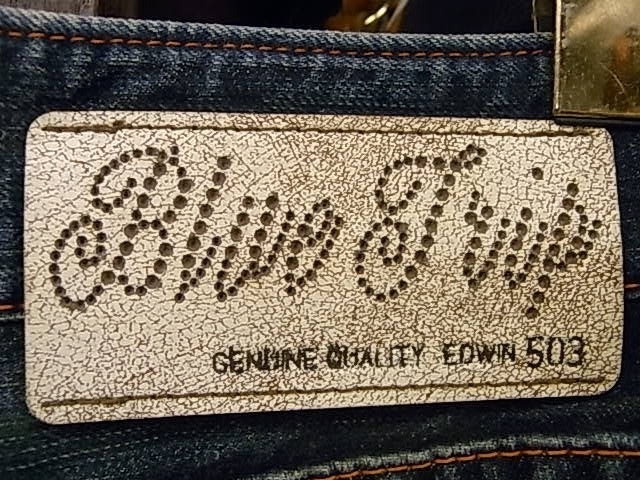 Blue Trip
GENUINE QUALITY EDWIN 503